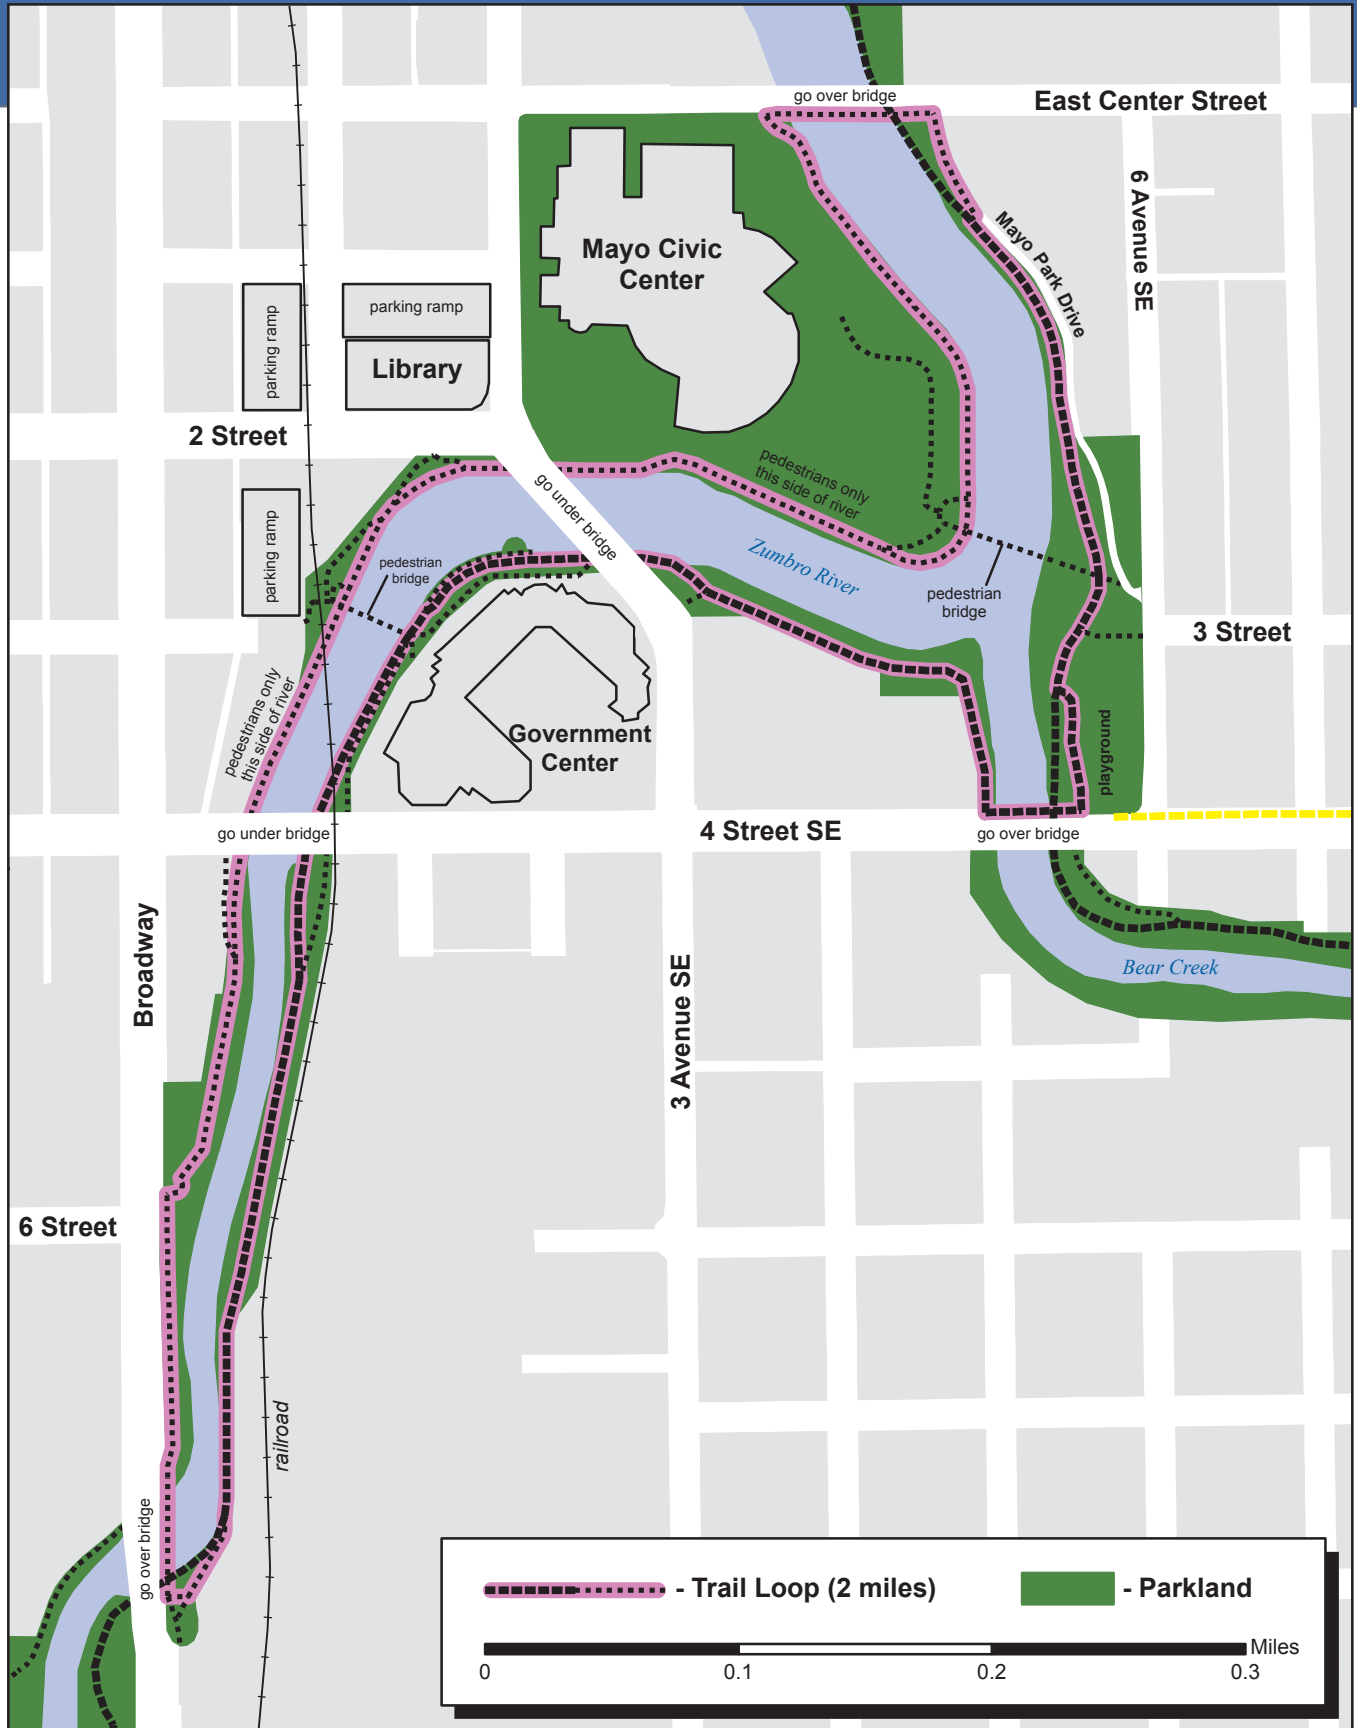 go over bridge
East Center Street
6 Avenue SE
Mayo Park Drive
Mayo Civic
Center
parking ramp
parking ramp
Library
2 Street
pedestrians only
this side of river
go under bridge
parking ramp
pedestrian
bridge
Zumbro River
pedestrian
bridge
3 Street
pedestrians only
this side of river
Government
Center
playground
go under bridge
4 Street SE
go over bridge
Broadway
3 Avenue SE
Bear Creek
6 Street
railroad
go over bridge
- Trail Loop (2 miles)
- Parkland
Miles
0 0.1 0.2 0.3